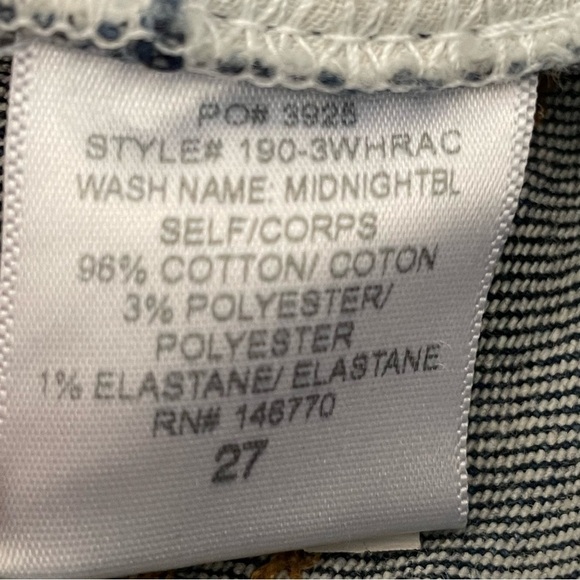 PO# 3925
STYLE# 190-3WHRAC
WASH NAME: MIDNIGHTBL
SELF/CORPS
96% COTTON/ COTON
3% POLYESTER/
POLYESTER
1% ELASTANE/ ELASTANE
RN# 146770
27